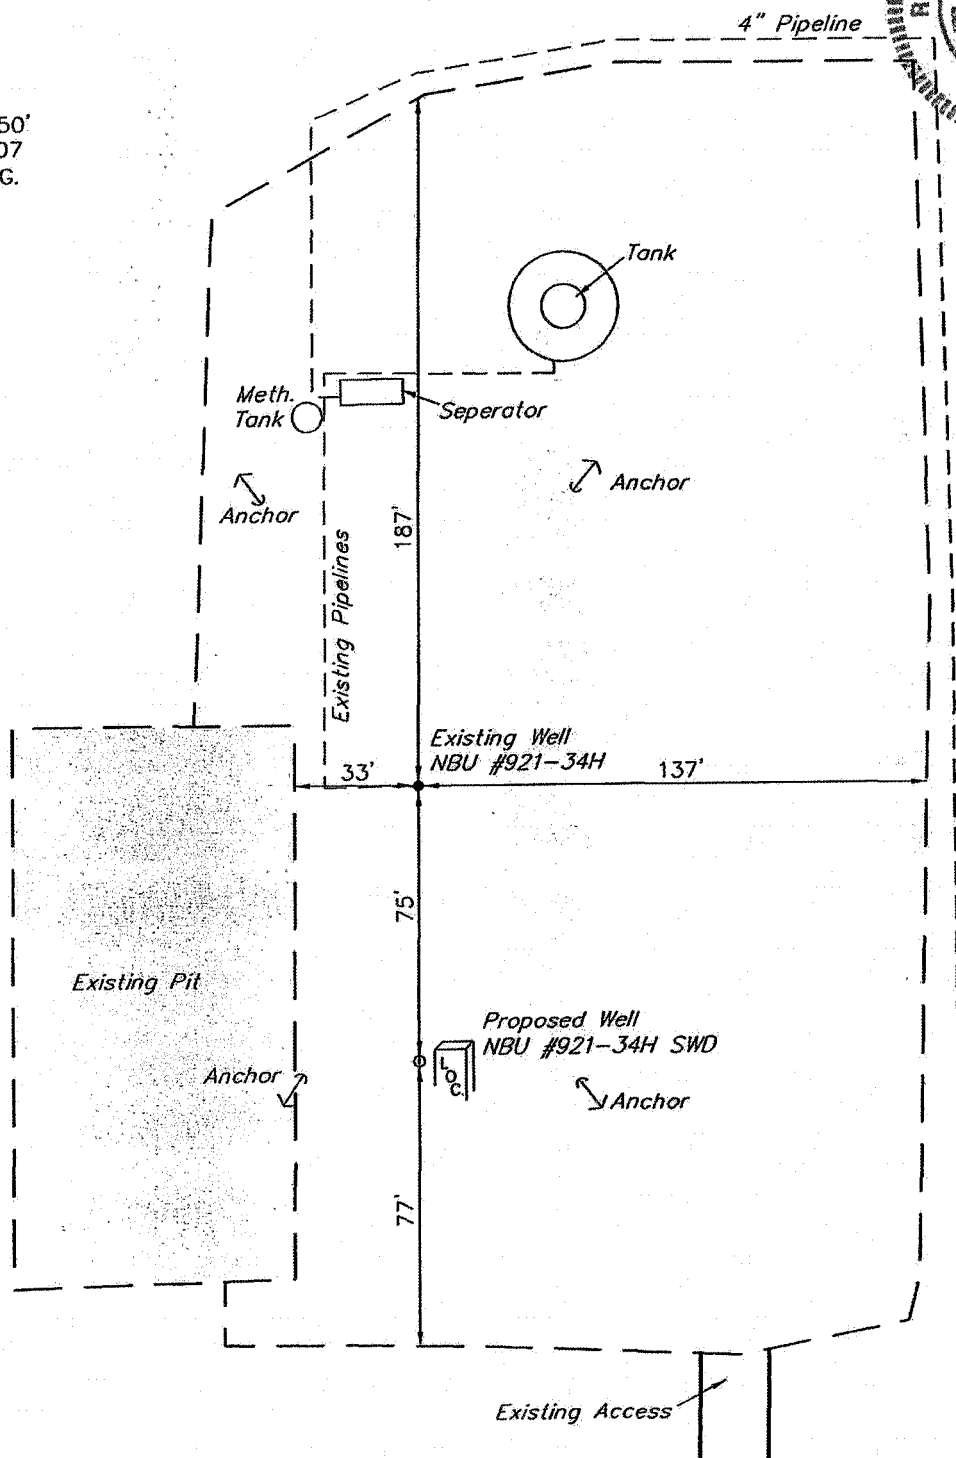 4" Pipeline
50'
07
G.
Tank
Meth.
Tank
Seperator
Anchor
Anchor
187'
Existing Pipelines
Existing Well
NBU #921-34H
33'
137'
75'
Existing Pit
Proposed Well
NBU #921-34H SWD
LOC.
Anchor
Anchor
77'
Existing Access